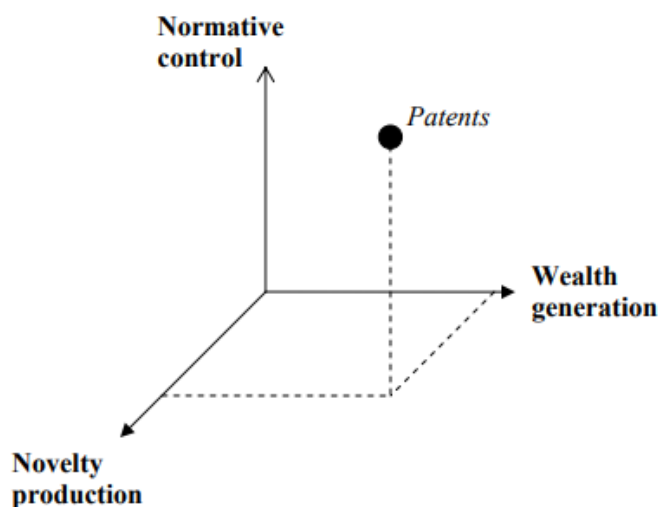 Normative
control
Patents
Wealth
generation
Novelty
production